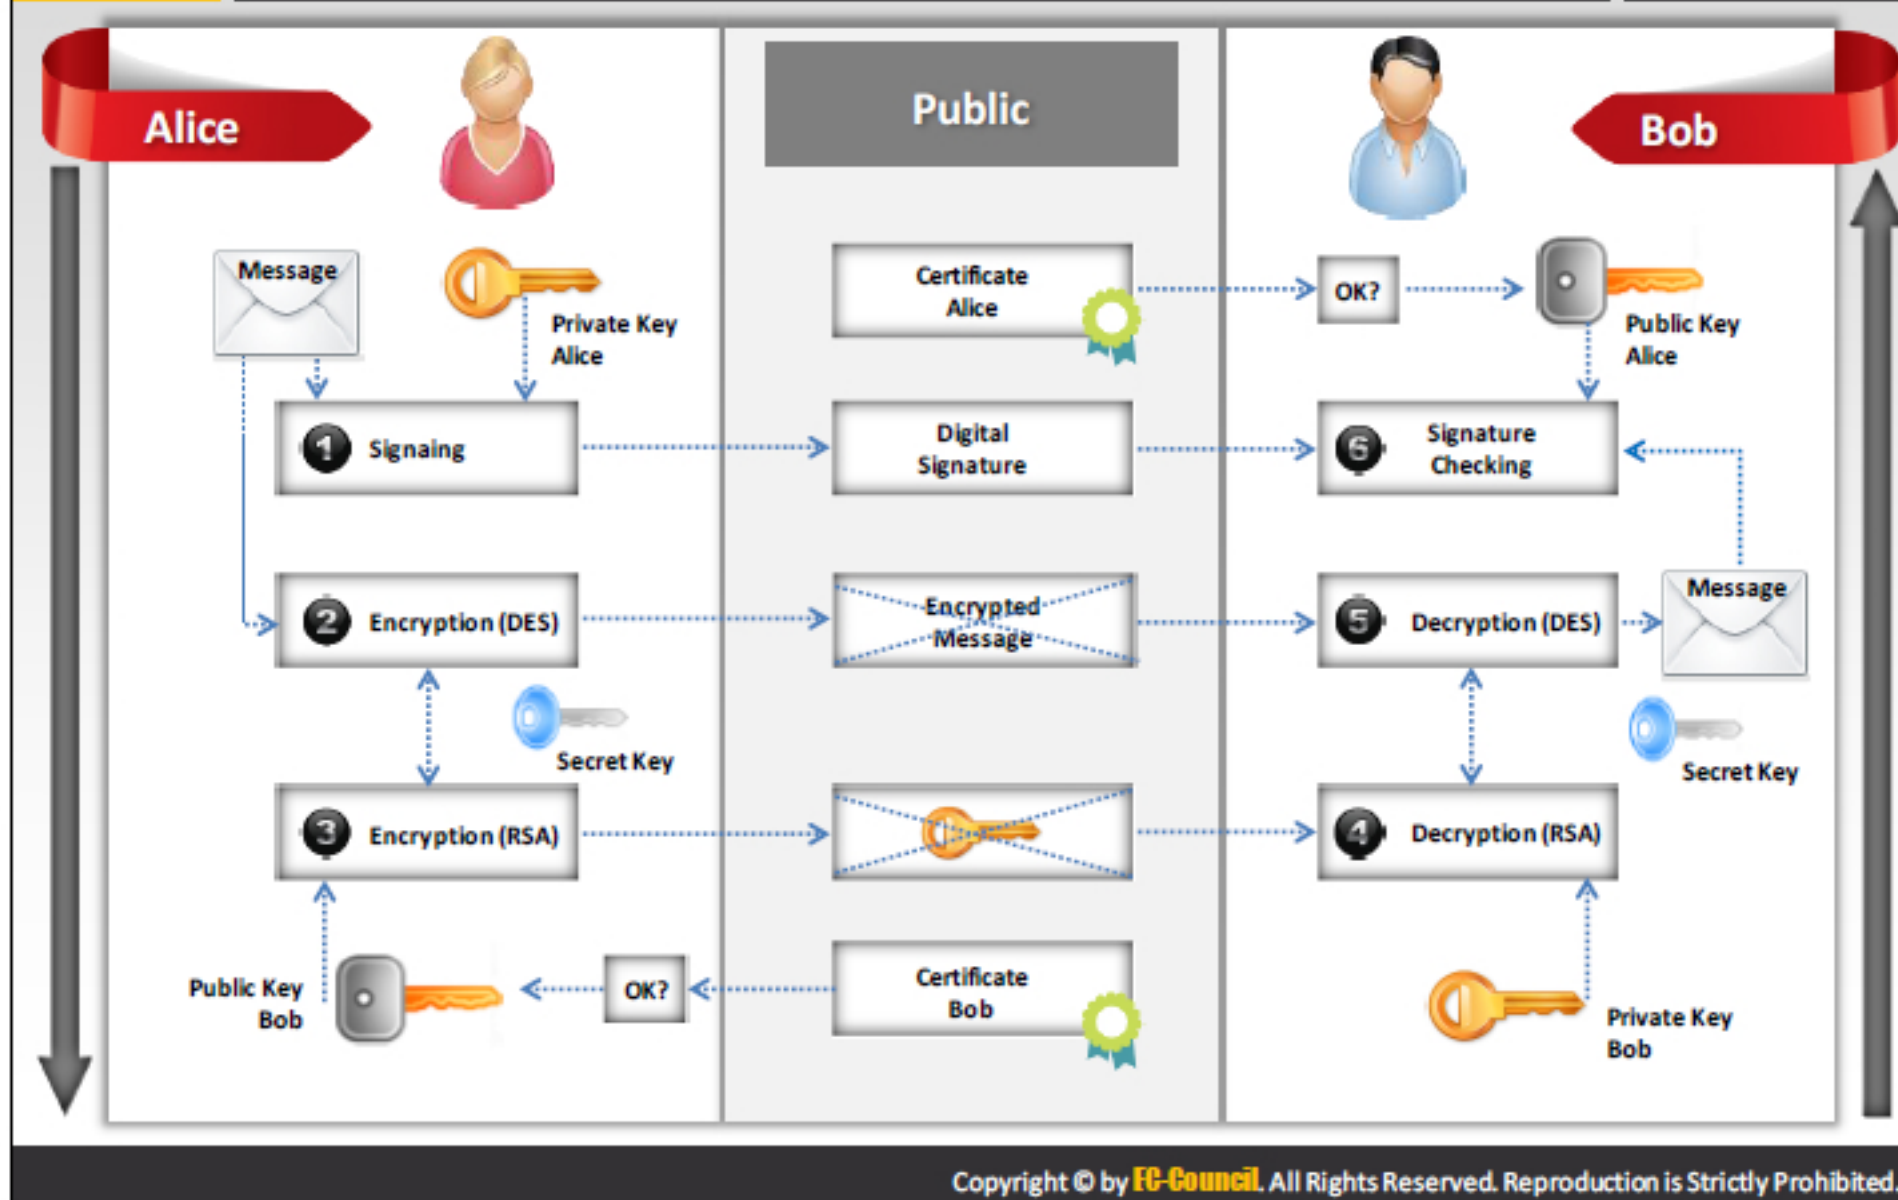 Alice
Public
Bob
Message
Private Key
Alice
Certificate
Alice
OK?
Public Key
Alice
1 Signaing
Digital
Signature
6 Signature
Checking
2 Encryption (DES)
Encrypted
Message
5 Decryption (DES)
Message
Secret Key
Secret Key
3 Encryption (RSA)
4 Decryption (RSA)
Public Key
Bob
OK?
Certificate
Bob
Private Key
Bob
Copyright © by EC-Council. All Rights Reserved. Reproduction is Strictly Prohibited